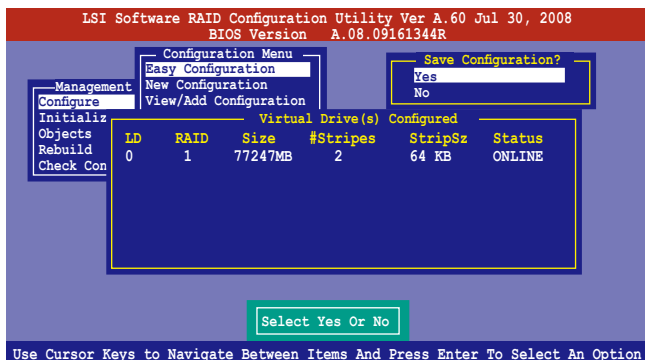 LSI Software RAID Configuration Utility Ver A.60 Jul 30, 2008
BIOS Version A.08.09161344R
Configuration Menu
Easy Configuration
New Configuration
View/Add Configuration
Save Configuration?
Yes
No
Management
Configure
Initializ
Objects
Rebuild
Check Con
Virtual Drive(s) Configured
LD RAID Size #Stripes StripSz Status
0 1 77247MB 2 64 KB ONLINE
Select Yes Or No
Use Cursor Keys to Navigate Between Items And Press Enter To Select An Option